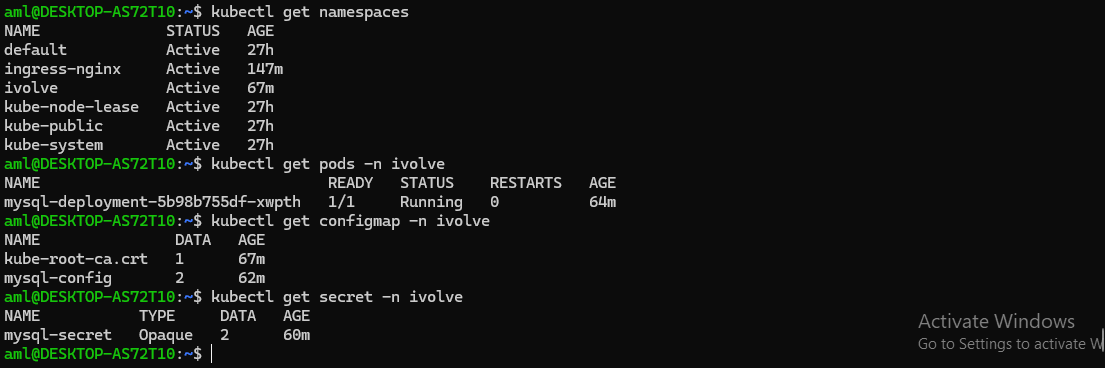 aml@DESKTOP-AS72T10:~$ kubectl get namespaces
NAME              STATUS   AGE
default           Active   27h
ingress-nginx     Active   147m
ivolve            Active   67m
kube-node-lease   Active   27h
kube-public       Active   27h
kube-system       Active   27h
aml@DESKTOP-AS72T10:~$ kubectl get pods -n ivolve
NAME                                READY   STATUS    RESTARTS   AGE
mysql-deployment-5b98b755df-xwpth   1/1     Running   0          64m
aml@DESKTOP-AS72T10:~$ kubectl get configmap -n ivolve
NAME               DATA   AGE
kube-root-ca.crt   1      67m
mysql-config       2      62m
aml@DESKTOP-AS72T10:~$ kubectl get secret -n ivolve
NAME           TYPE     DATA   AGE
mysql-secret   Opaque   2      60m
aml@DESKTOP-AS72T10:~$
Activate Windows
Go to Settings to activate W